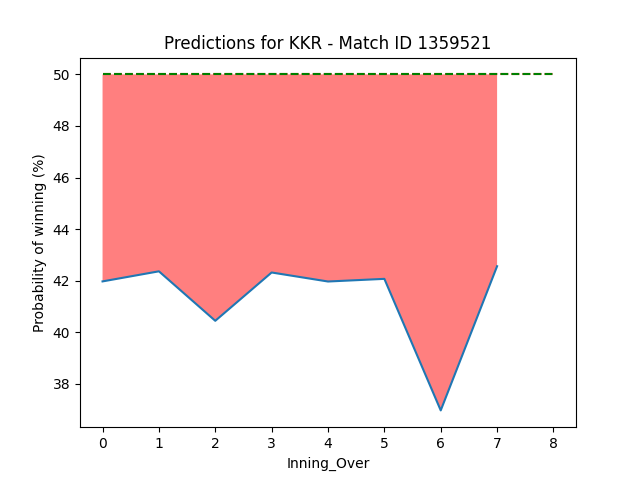 Predictions for KKR - Match ID 1359521
Probability of winning (%)
50
48
46
44
42
40
38
0 1 2 3 4 5 6 7 8
Inning_Over